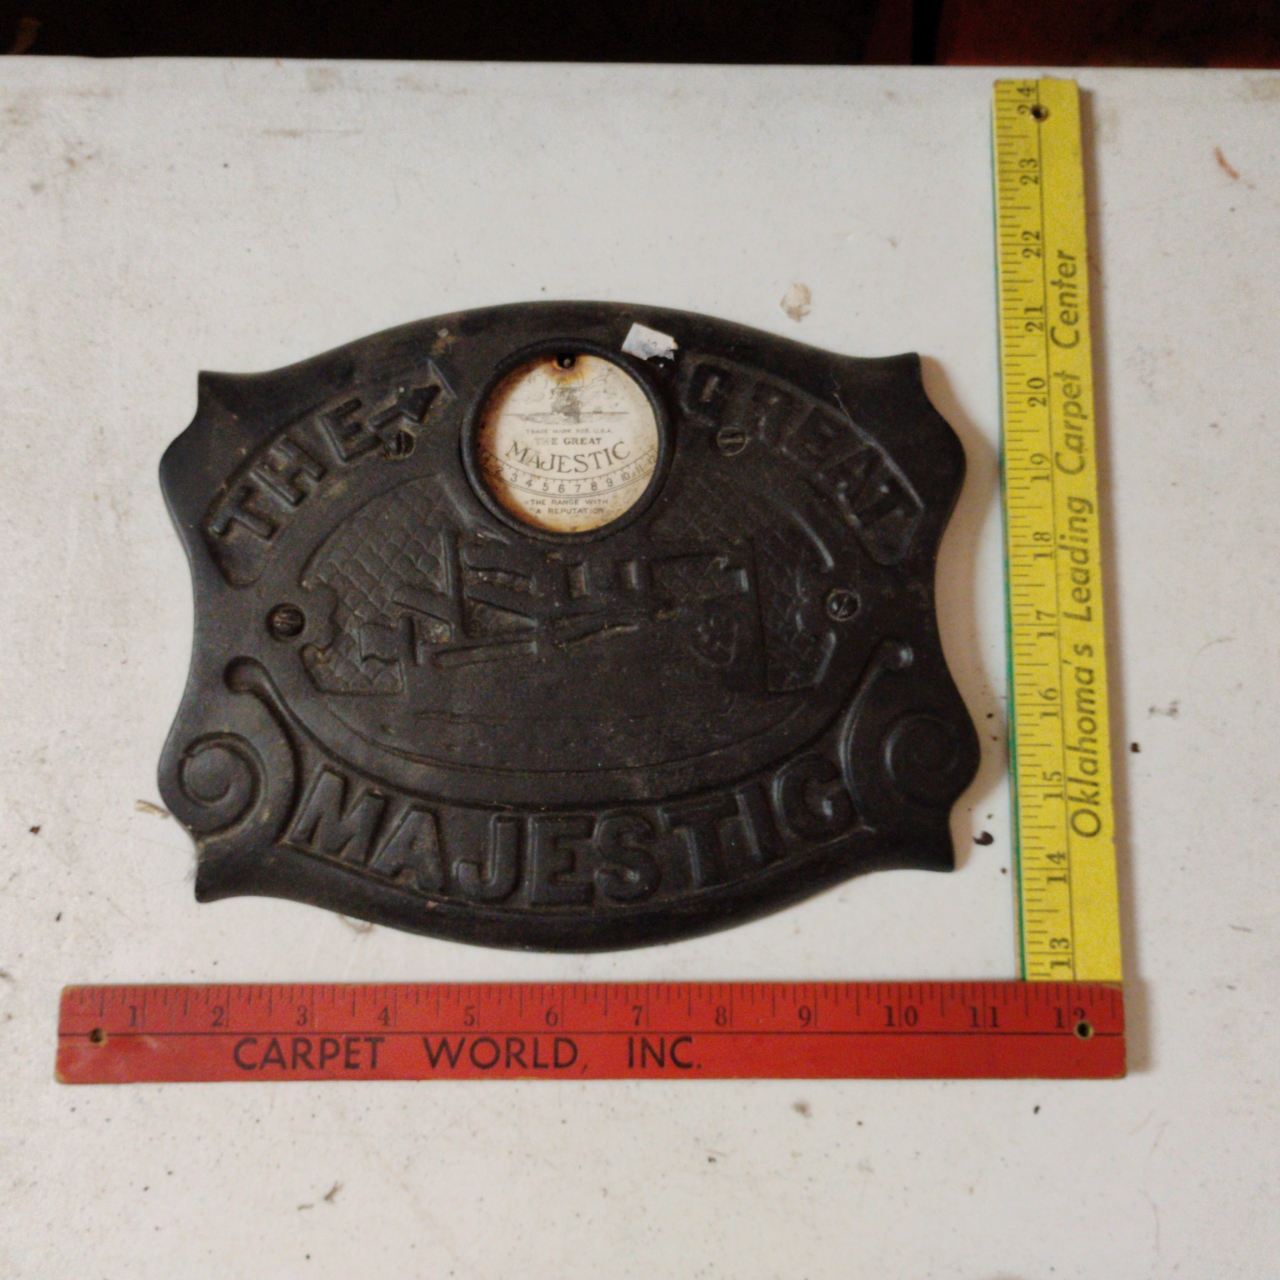 THE GREAT
TRADE MARK REG. U.S.A.
THE GREAT
MAJESTIC
2 3 4 5 6 7 8 9 10 11
THE RANGE WITH
A REPUTATION
MAJESTIC
24 23 22 21 20 19 18 17 16 15 14 13
Oklahoma's Leading Carpet Center
1 2 3 4 5 6 7 8 9 10 11 12
CARPET WORLD, INC.